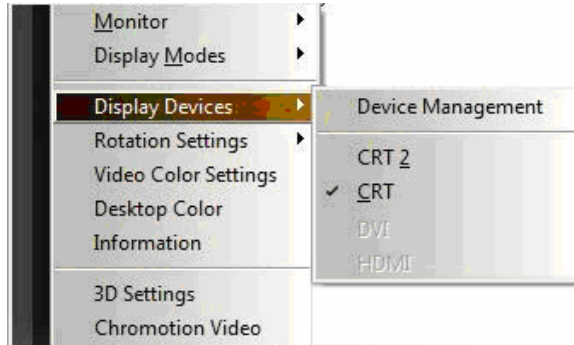 Monitor
Display Modes
Display Devices
Rotation Settings
Video Color Settings
Desktop Color
Information
3D Settings
Chromotion Video
Device Management
CRT 2
CRT
DVI
HDMI